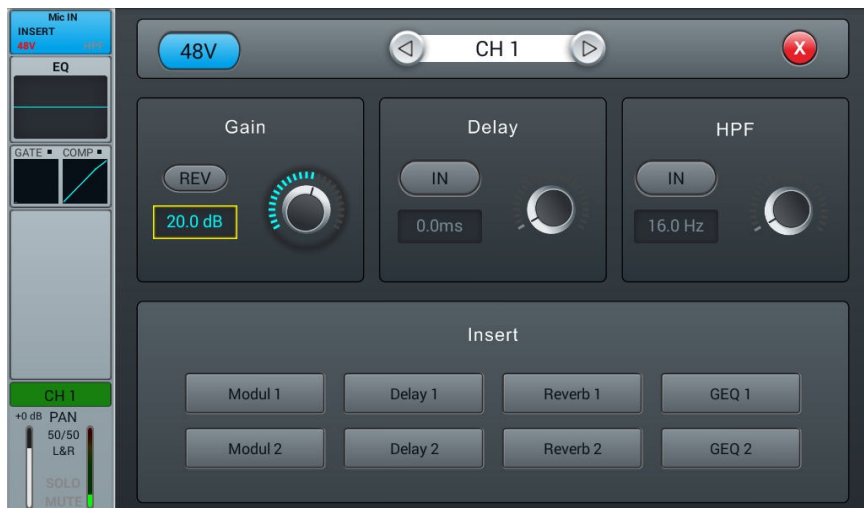 Mic IN
INSERT
48V HPF
EQ
GATE COMP
CH 1
+0 dB PAN
50/50
L&R
SOLO
MUTE
48V
CH 1
X
Gain
REV
20.0 dB
Delay
IN
0.0ms
HPF
IN
16.0 Hz
Insert
Modul 1 Delay 1 Reverb 1 GEQ 1
Modul 2 Delay 2 Reverb 2 GEQ 2